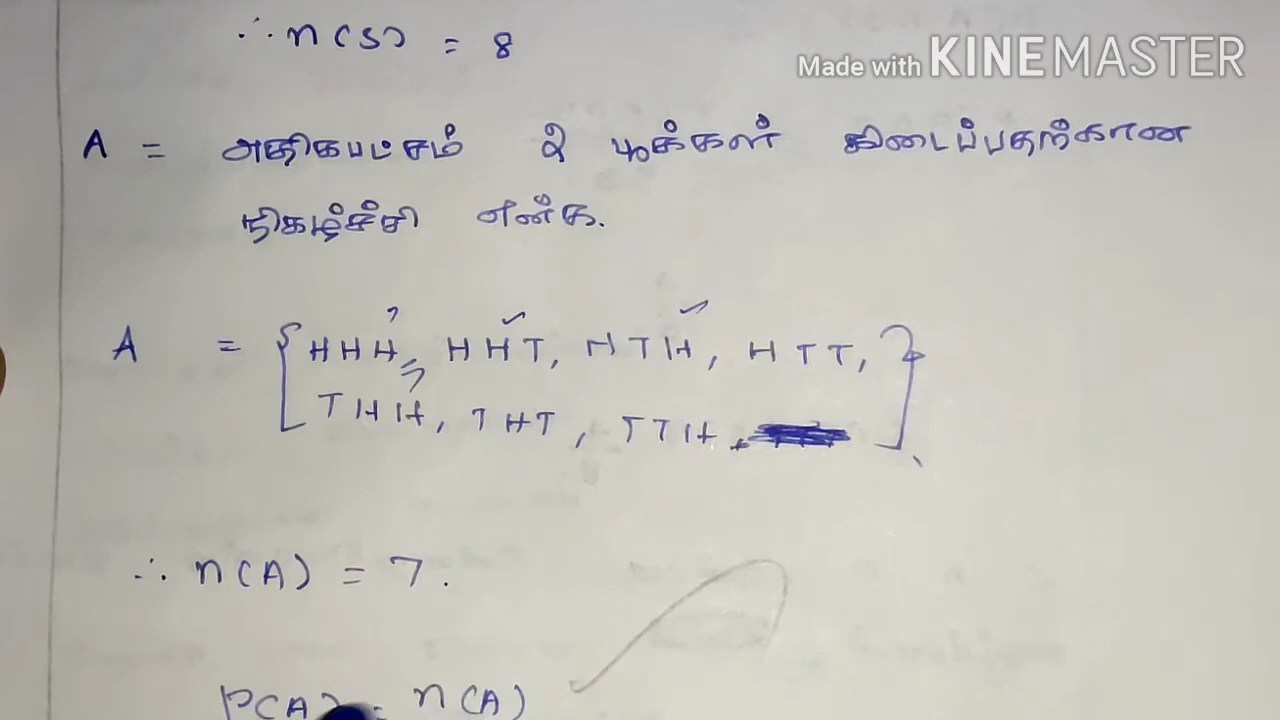 ∴ n(S) = 8
Made with KINEMASTER
A = அதிகபட்சம் 2 பூக்கள் கிடைப்பதற்கான
நிகழ்ச்சி என்க.
A = { HHH, HHT, HTH, HTT,
THH, THT, TTH, }
∴ n(A) = 7.
P(A) = n(A)